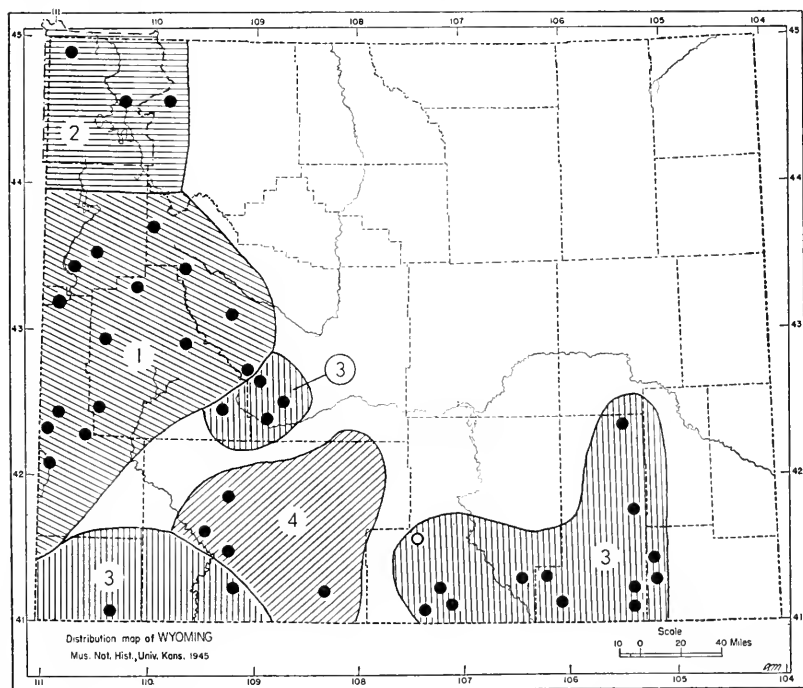 111 110 109 108 107 106 105 104
45 45
2
44 44
1
43 43
3
42 42
4
3
3
41 41
Distribution map of WYOMING
Mus. Nat. Hist., Univ. Kans. 1945
Scale
10 0 20 40 Miles
111 110 109 108 107 106 105 104